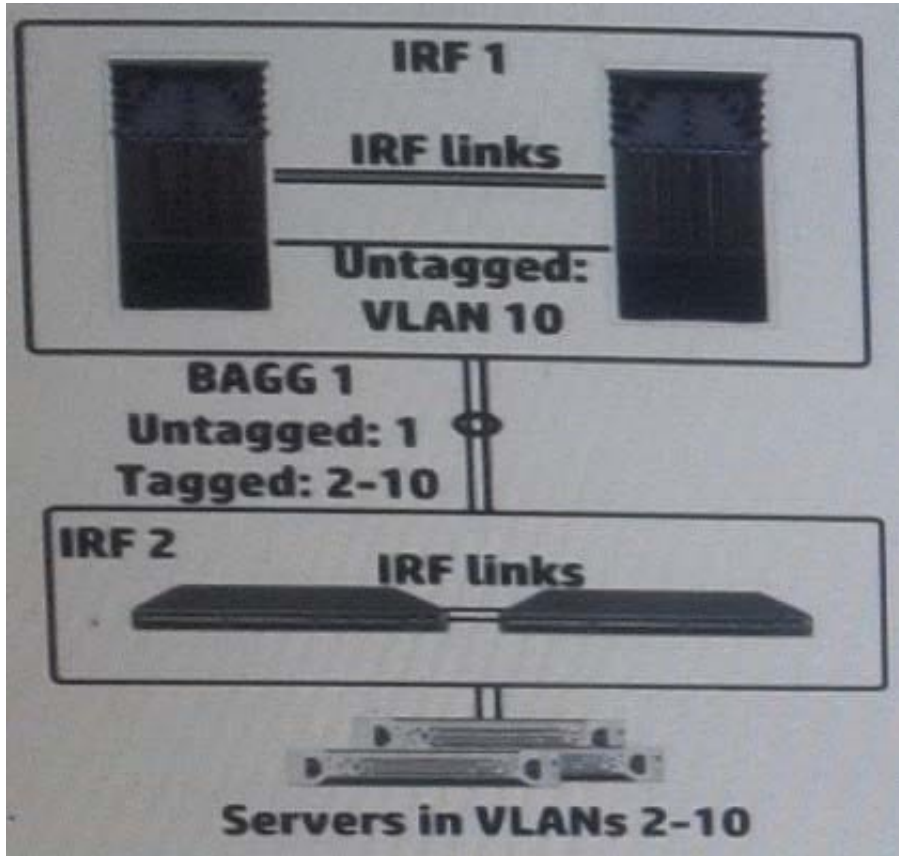 IRF 1
IRF links
Untagged:
VLAN 10
BAGG 1
Untagged: 1
Tagged: 2-10
IRF 2
IRF links
Servers in VLANs 2-10